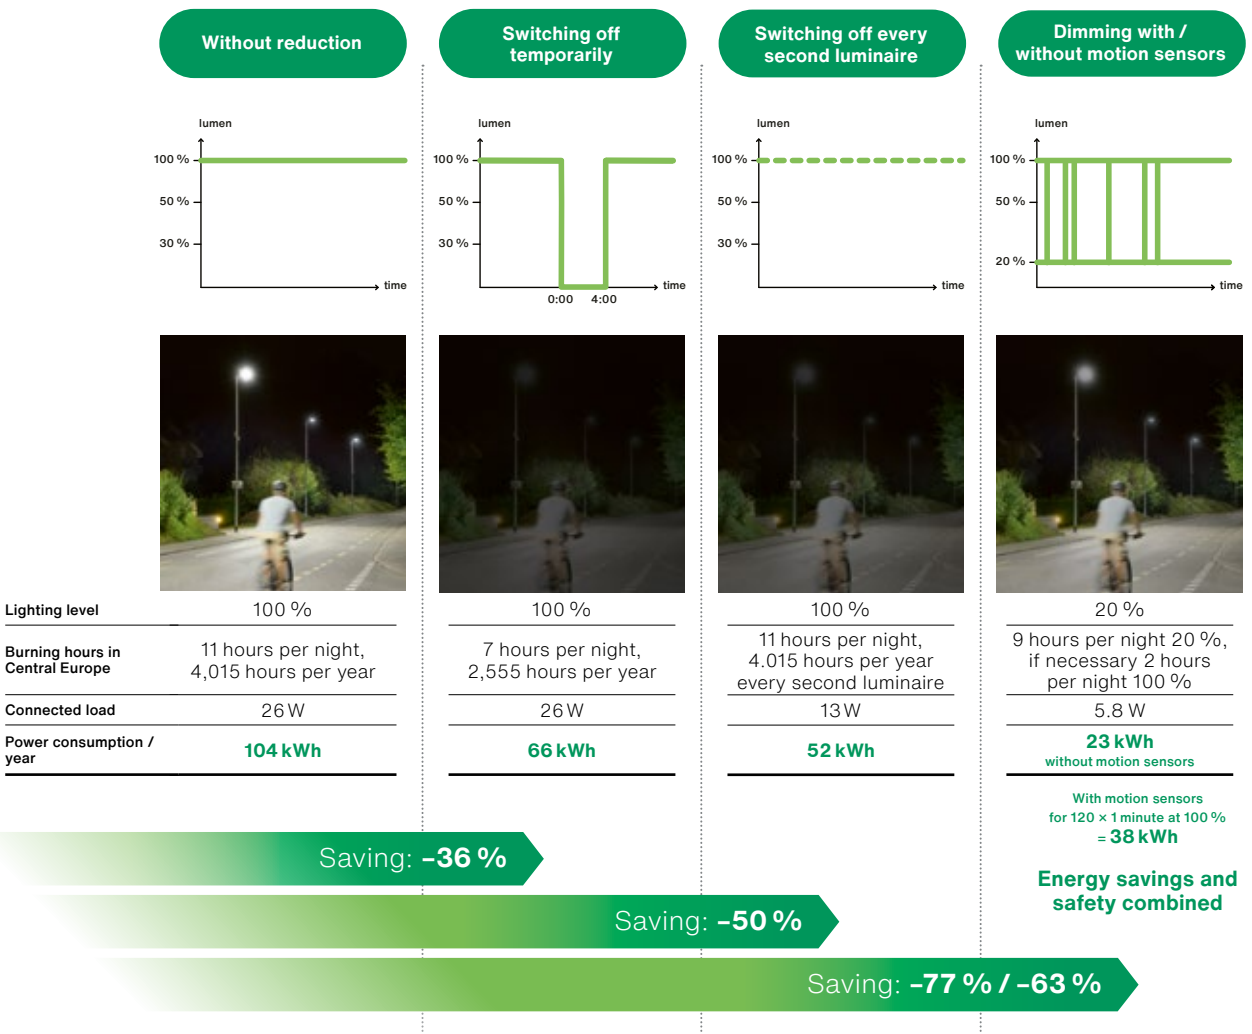 Without reduction
Switching off
temporarily
Switching off every
second luminaire
Dimming with /
without motion sensors
lumen
100 %
50 %
30 %
time
lumen
100 %
50 %
30 %
0:00
4:00
time
lumen
100 %
50 %
30 %
time
lumen
100 %
50 %
20 %
time
Lighting level
100 %
100 %
100 %
20 %
Burning hours in
Central Europe
11 hours per night,
4,015 hours per year
7 hours per night,
2,555 hours per year
11 hours per night,
4.015 hours per year
every second luminaire
9 hours per night 20 %,
if necessary 2 hours
per night 100 %
Connected load
26 W
26 W
13 W
5.8 W
Power consumption /
year
104 kWh
66 kWh
52 kWh
23 kWh
without motion sensors
With motion sensors
for 120 × 1 minute at 100 %
= 38 kWh
Energy savings and
safety combined
Saving: –36 %
Saving: –50 %
Saving: –77 % / –63 %